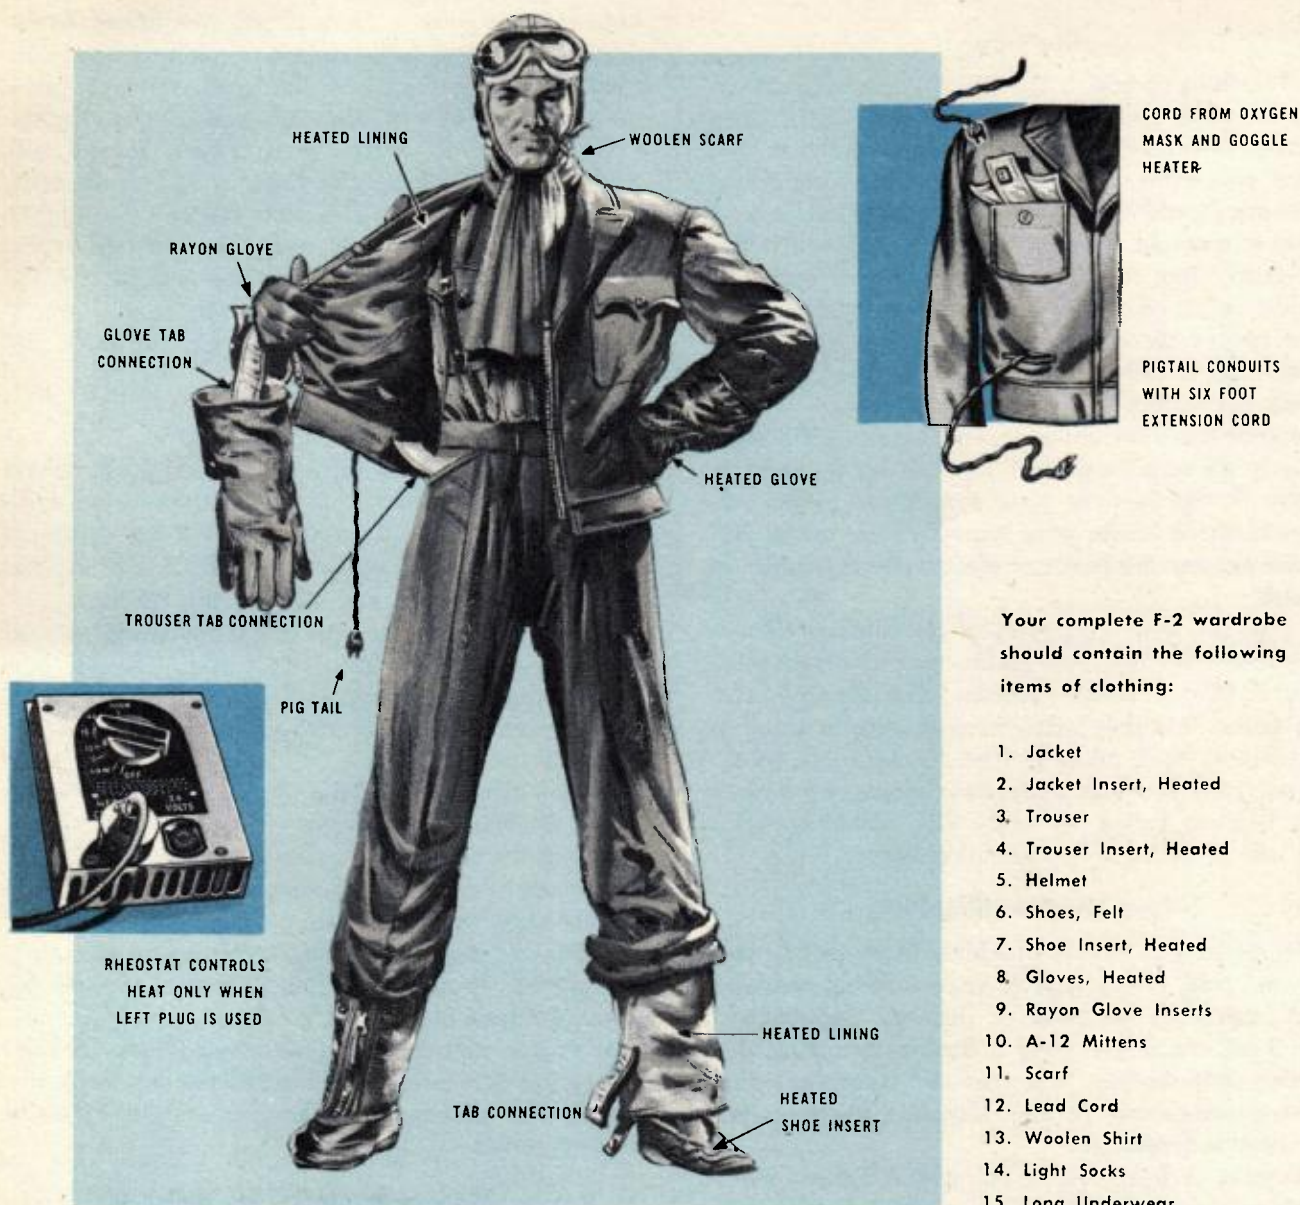 HEATED LINING
WOOLEN SCARF
RAYON GLOVE
GLOVE TAB
CONNECTION
HEATED GLOVE
TROUSER TAB CONNECTION
PIG TAIL
CORD FROM OXYGEN
MASK AND GOGGLE
HEATER
PIGTAIL CONDUITS
WITH SIX FOOT
EXTENSION CORD
OFF
VOLTS
RHEOSTAT CONTROLS
HEAT ONLY WHEN
LEFT PLUG IS USED
HEATED LINING
TAB CONNECTION
HEATED
SHOE INSERT
Your complete F-2 wardrobe
should contain the following
items of clothing:
1. Jacket
2. Jacket Insert, Heated
3. Trouser
4. Trouser Insert, Heated
5. Helmet
6. Shoes, Felt
7. Shoe Insert, Heated
8. Gloves, Heated
9. Rayon Glove Inserts
10. A-12 Mittens
11. Scarf
12. Lead Cord
13. Woolen Shirt
14. Light Socks
15. Long Underwear